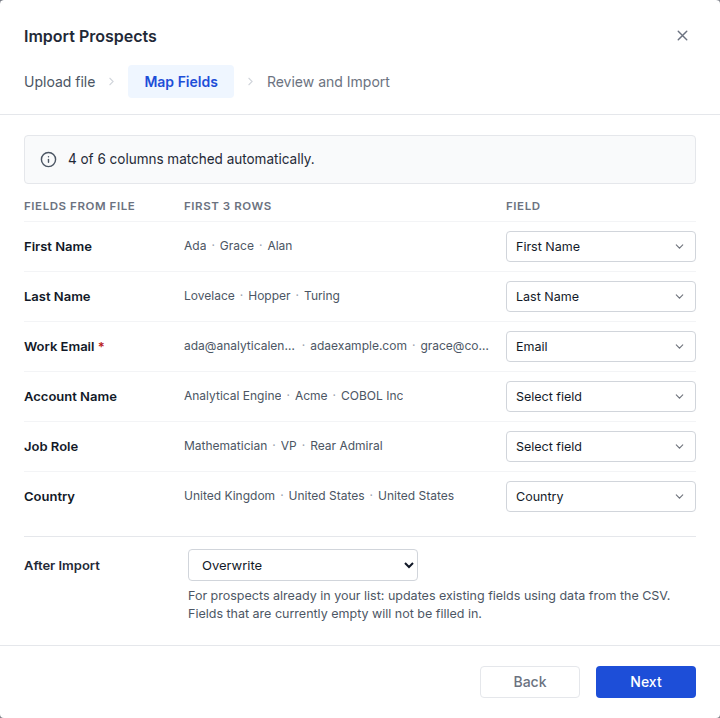 Import Prospects
Upload file > Map Fields > Review and Import
4 of 6 columns matched automatically.
FIELDS FROM FILE FIRST 3 ROWS FIELD
First Name Ada · Grace · Alan First Name
Last Name Lovelace · Hopper · Turing Last Name
Work Email * ada@analyticalen... · adaexample.com · grace@co... Email
Account Name Analytical Engine · Acme · COBOL Inc Select field
Job Role Mathematician · VP · Rear Admiral Select field
Country United Kingdom · United States · United States Country
After Import Overwrite
For prospects already in your list: updates existing fields using data from the CSV.
Fields that are currently empty will not be filled in.
Back Next